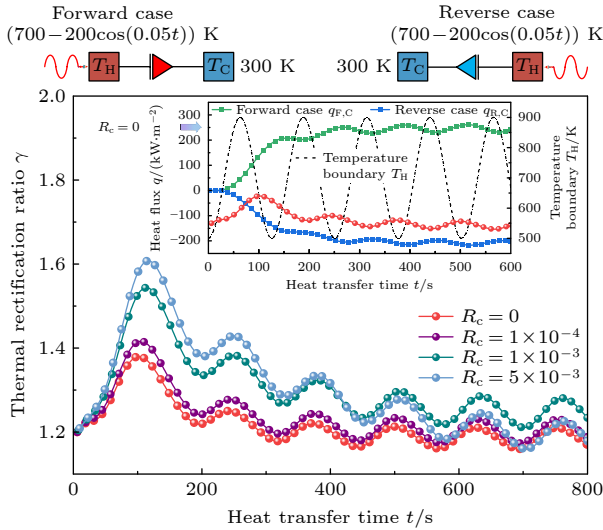 Forward case
(700−200cos(0.05t)) K
T_H
T_C
300 K
Reverse case
(700−200cos(0.05t)) K
300 K
T_C
T_H
Thermal rectification ratio γ
2.0
1.8
1.6
1.4
1.2
0
200
400
600
800
Heat transfer time t/s
R_c = 0
Heat flux q/(kW·m⁻²)
300
250
200
150
100
0
−100
−200
0
100
200
300
400
500
600
Heat transfer time t/s
Forward case q_F,C
Reverse case q_R,C
Temperature
boundary T_H
900
800
700
600
500
Temperature
boundary T_H/K
R_c = 0
R_c = 1×10⁻⁴
R_c = 1×10⁻³
R_c = 5×10⁻³